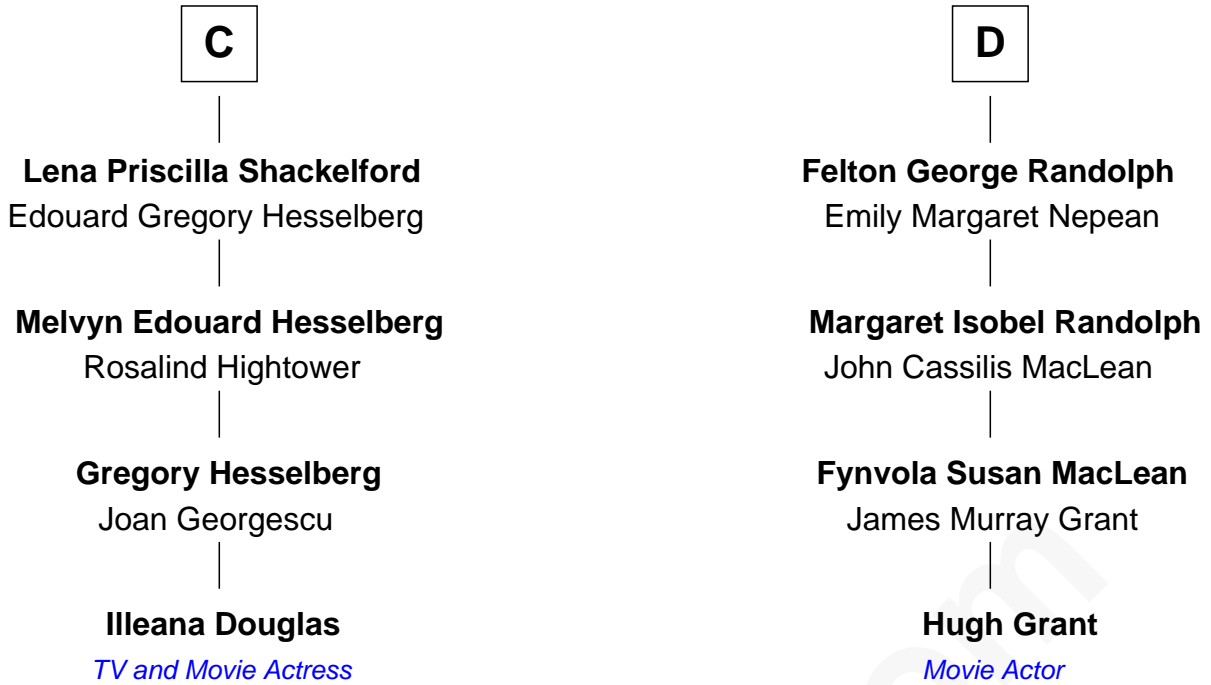 C
Lena Priscilla Shackelford
Edouard Gregory Hesselberg
Melvyn Edouard Hesselberg
Rosalind Hightower
Gregory Hesselberg
Joan Georgescu
Illeana Douglas
TV and Movie Actress
D
Felton George Randolph
Emily Margaret Nepean
Margaret Isobel Randolph
John Cassilis MacLean
Fynvola Susan MacLean
James Murray Grant
Hugh Grant
Movie Actor